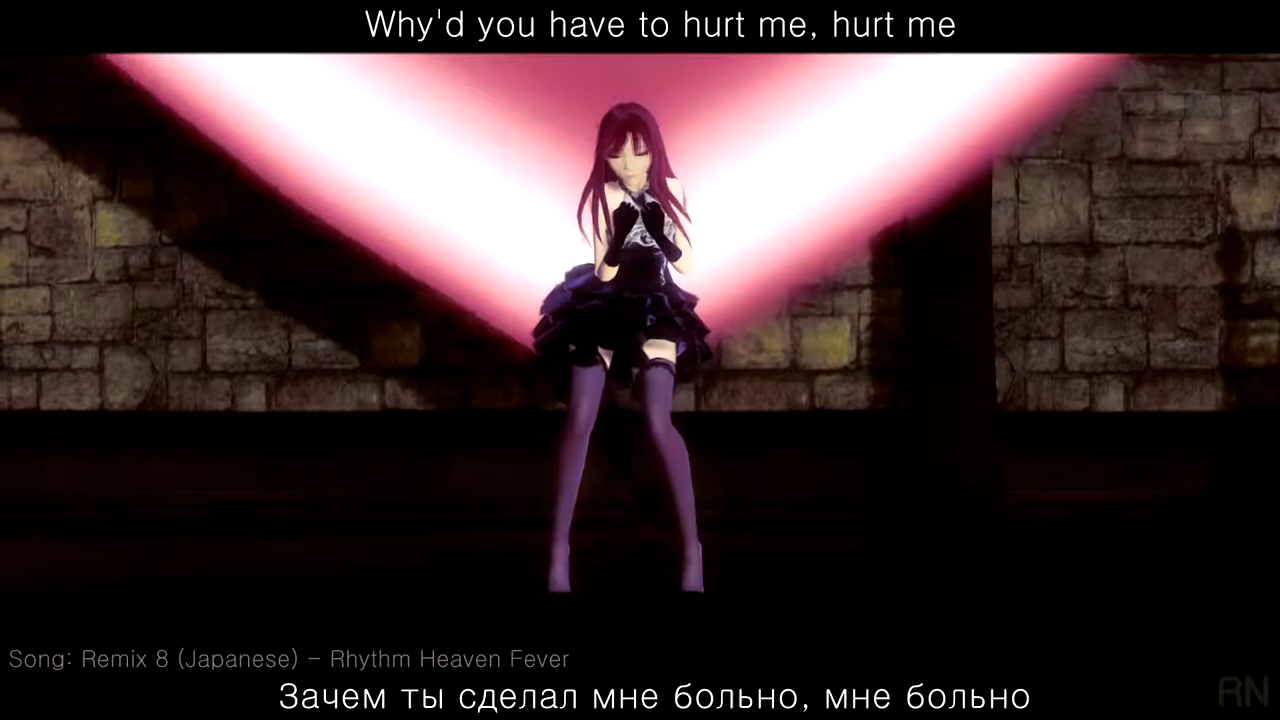 Why'd you have to hurt me, hurt me
Song: Remix 8 (Japanese) - Rhythm Heaven Fever
Зачем ты сделал мне больно, мне больно
RN